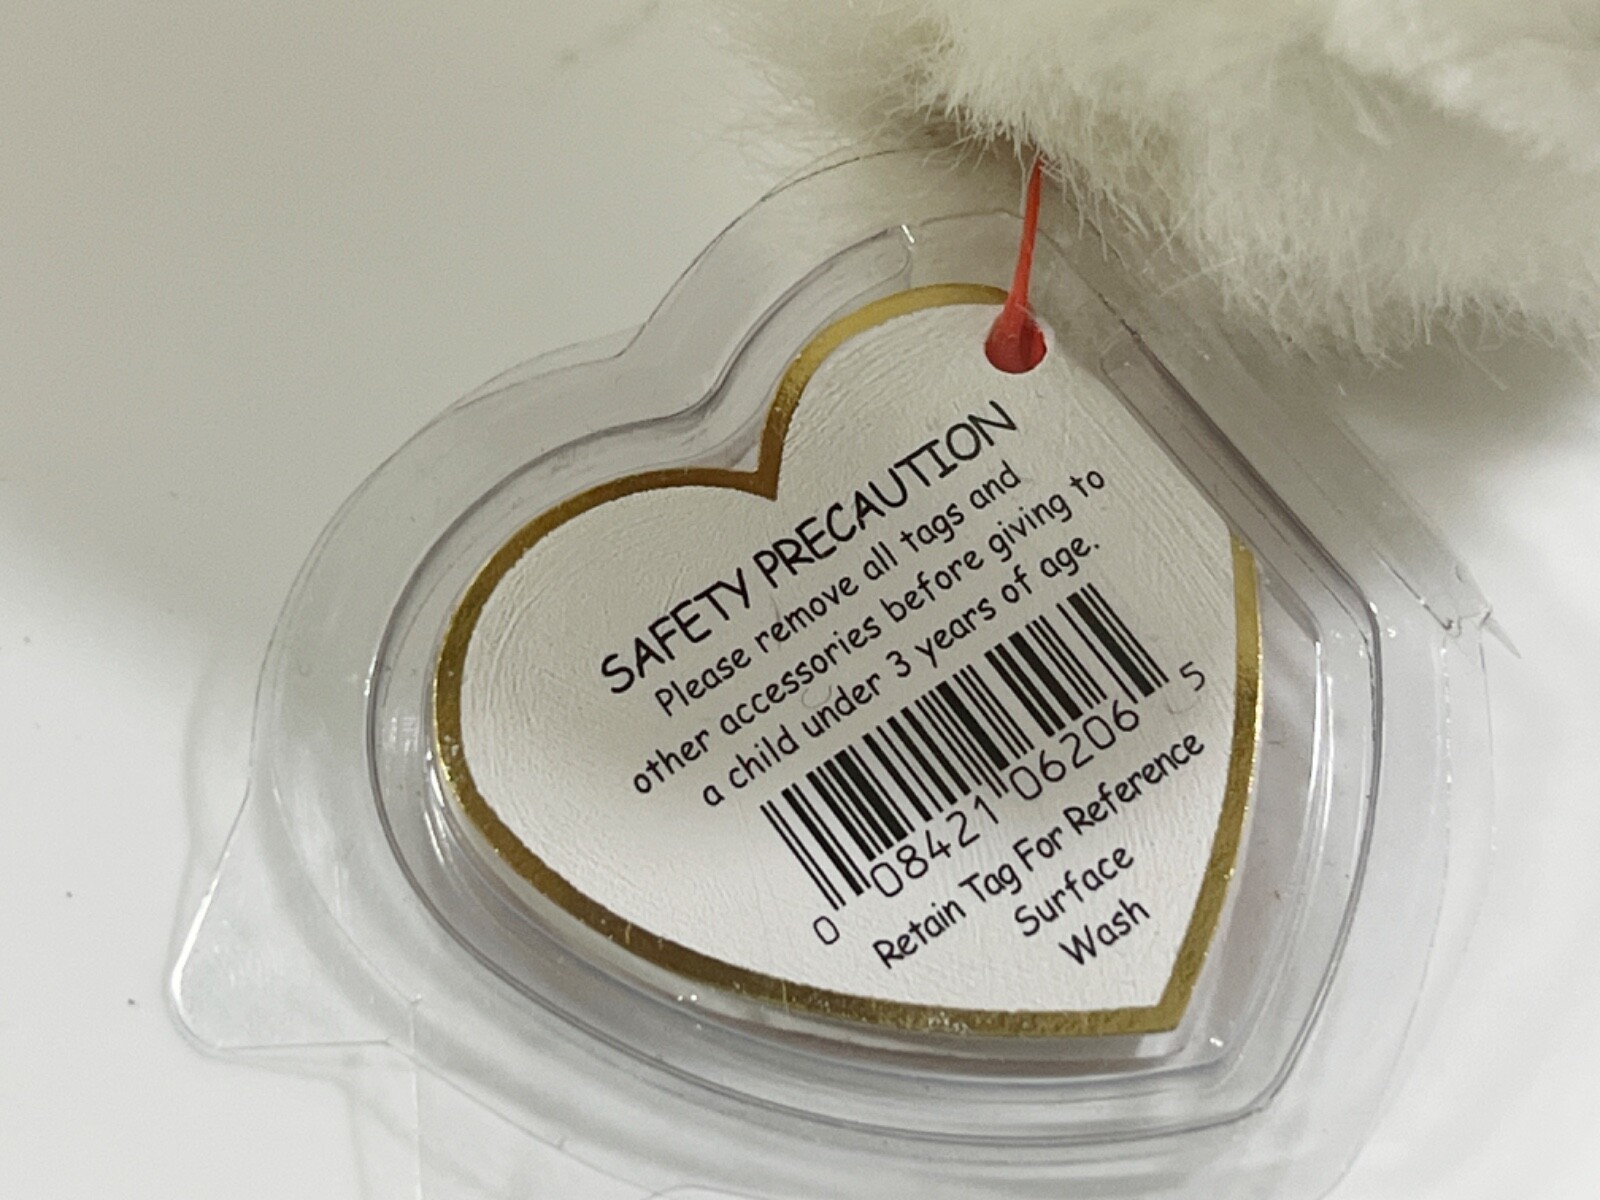 SAFETY PRECAUTION
Please remove all tags and
other accessories before giving to
a child under 3 years of age.
0 08421 06206 5
Retain Tag For Reference
Surface
Wash